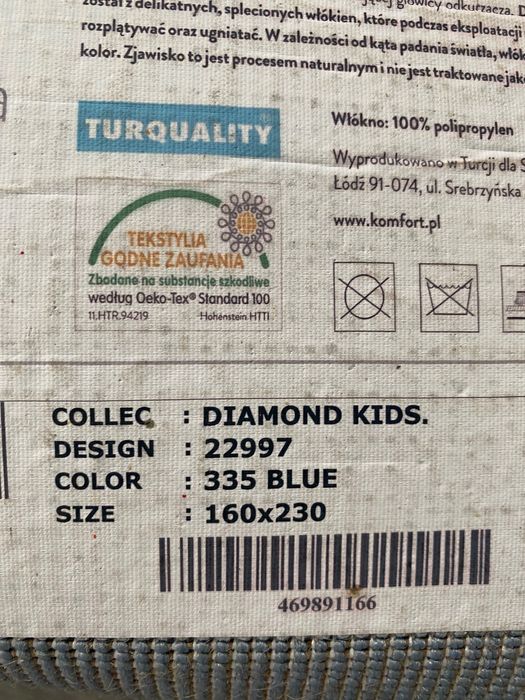 został z delikatnych, splecionych włókien, które podczas eksploatacji
rozplątywać oraz ugniatać. W zależności od kąta padania światła, włók
kolor. Zjawisko to jest procesem naturalnym i nie jest traktowane jako
TURQUALITY
Włókno: 100% polipropylen
Wyprodukowano w Turcji dla S
Łódź 91-074, ul. Srebrzyńska
www.komfort.pl
TEKSTYLIA
GODNE ZAUFANIA
Zbadane na substancje szkodliwe
według Oeko-Tex® Standard 100
11.HTR.94219 Hohenstein HTTI
COLLEC : DIAMOND KIDS.
DESIGN : 22997
COLOR : 335 BLUE
SIZE : 160x230
469891166